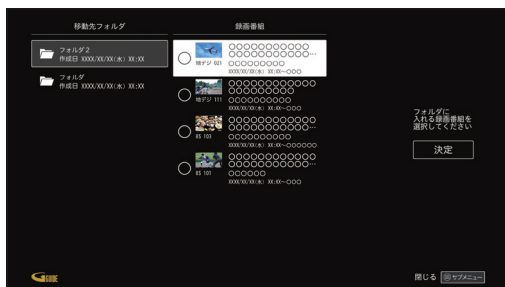 移動先フォルダ
録画番組
フォルダ2
作成日 XXXX/XX/XX(水) XX:XX
フォルダ
作成日 XXXX/XX/XX(水) XX:XX
地デジ 021
○○○○○○○○○○○
○○○○○○○○○○○…
○○○○○○○○○
XXXX/XX/XX(水) XX:XX〜○○○
地デジ 111
○○○○○○○○○○○
○○○○○○○○○
○○○○○○○○○○
XXXX/XX/XX(水) XX:XX〜○○○
BS 103
○○○○○○○○○○○
○○○○○○○○○○○…
○○○○○○○○○○
XXXX/XX/XX(水) XX:XX〜○○○○○○
BS 101
○○○○○○○○○○○
○○○○○○○○○○○…
○○○○○○
XXXX/XX/XX(水) XX:XX〜○○○
フォルダに
入れる録画番組を
選択してください
決定
G GUIDE
閉じる サブメニュー